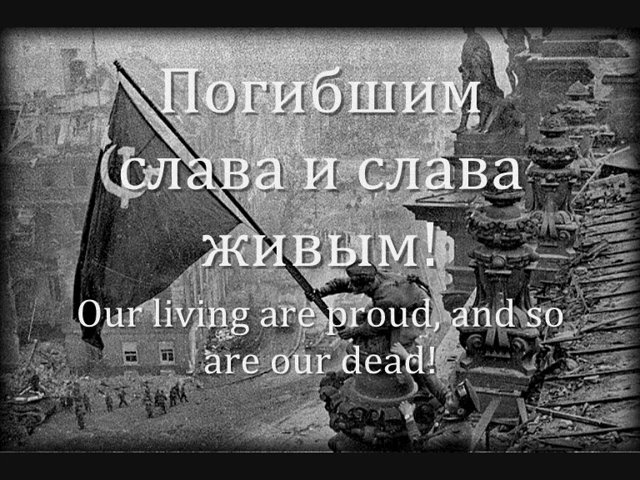 Погибшим
слава и слава
живым!
Our living are proud, and so
are our dead!